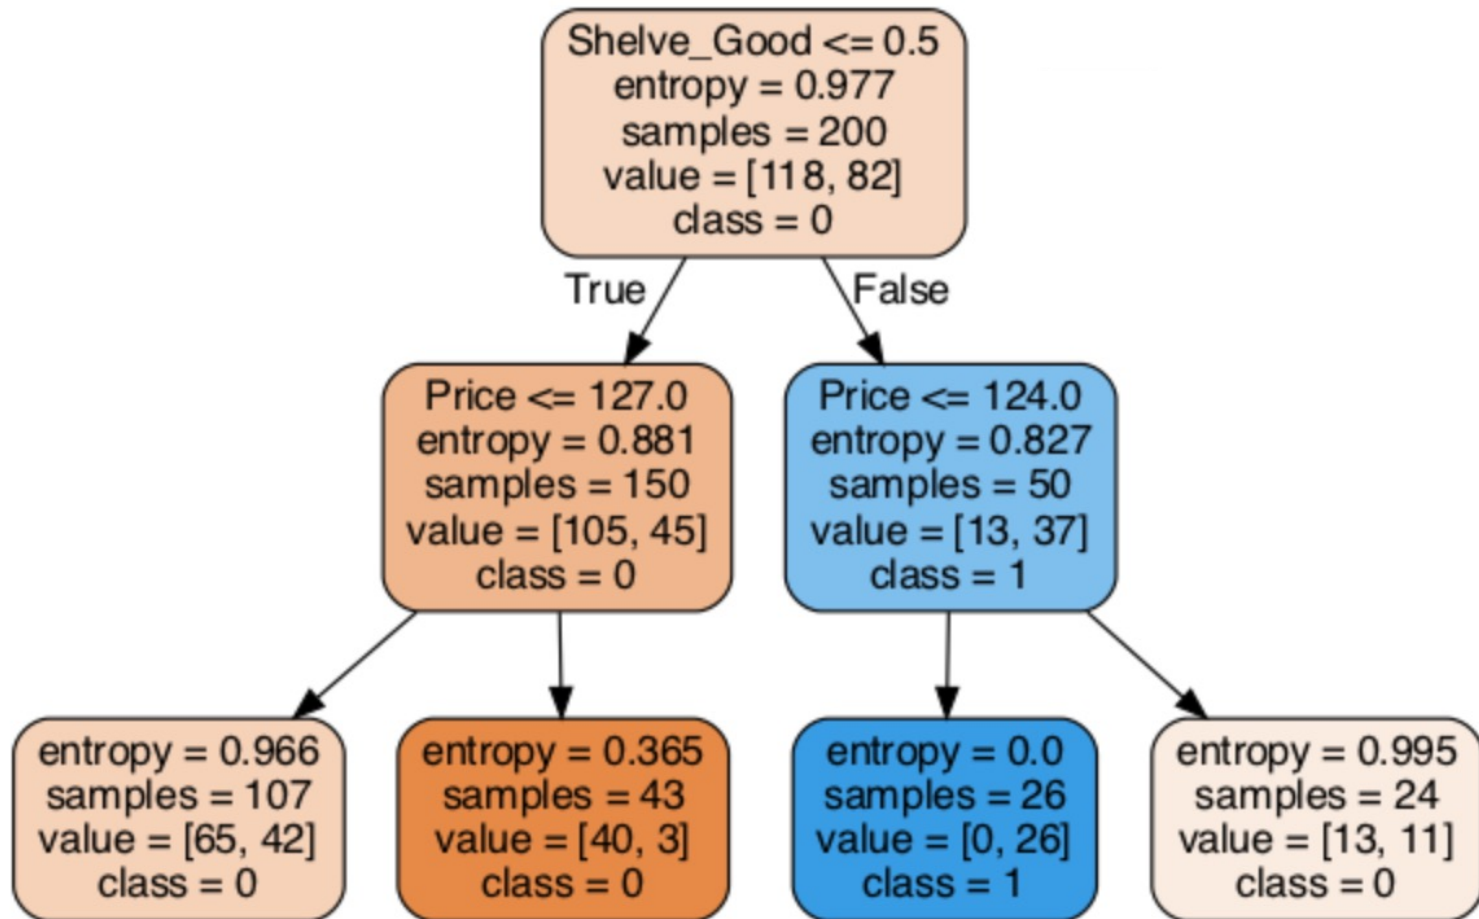 Shelve_Good <= 0.5
entropy = 0.977
samples = 200
value = [118, 82]
class = 0
True
False
Price <= 127.0
entropy = 0.881
samples = 150
value = [105, 45]
class = 0
Price <= 124.0
entropy = 0.827
samples = 50
value = [13, 37]
class = 1
entropy = 0.966
samples = 107
value = [65, 42]
class = 0
entropy = 0.365
samples = 43
value = [40, 3]
class = 0
entropy = 0.0
samples = 26
value = [0, 26]
class = 1
entropy = 0.995
samples = 24
value = [13, 11]
class = 0